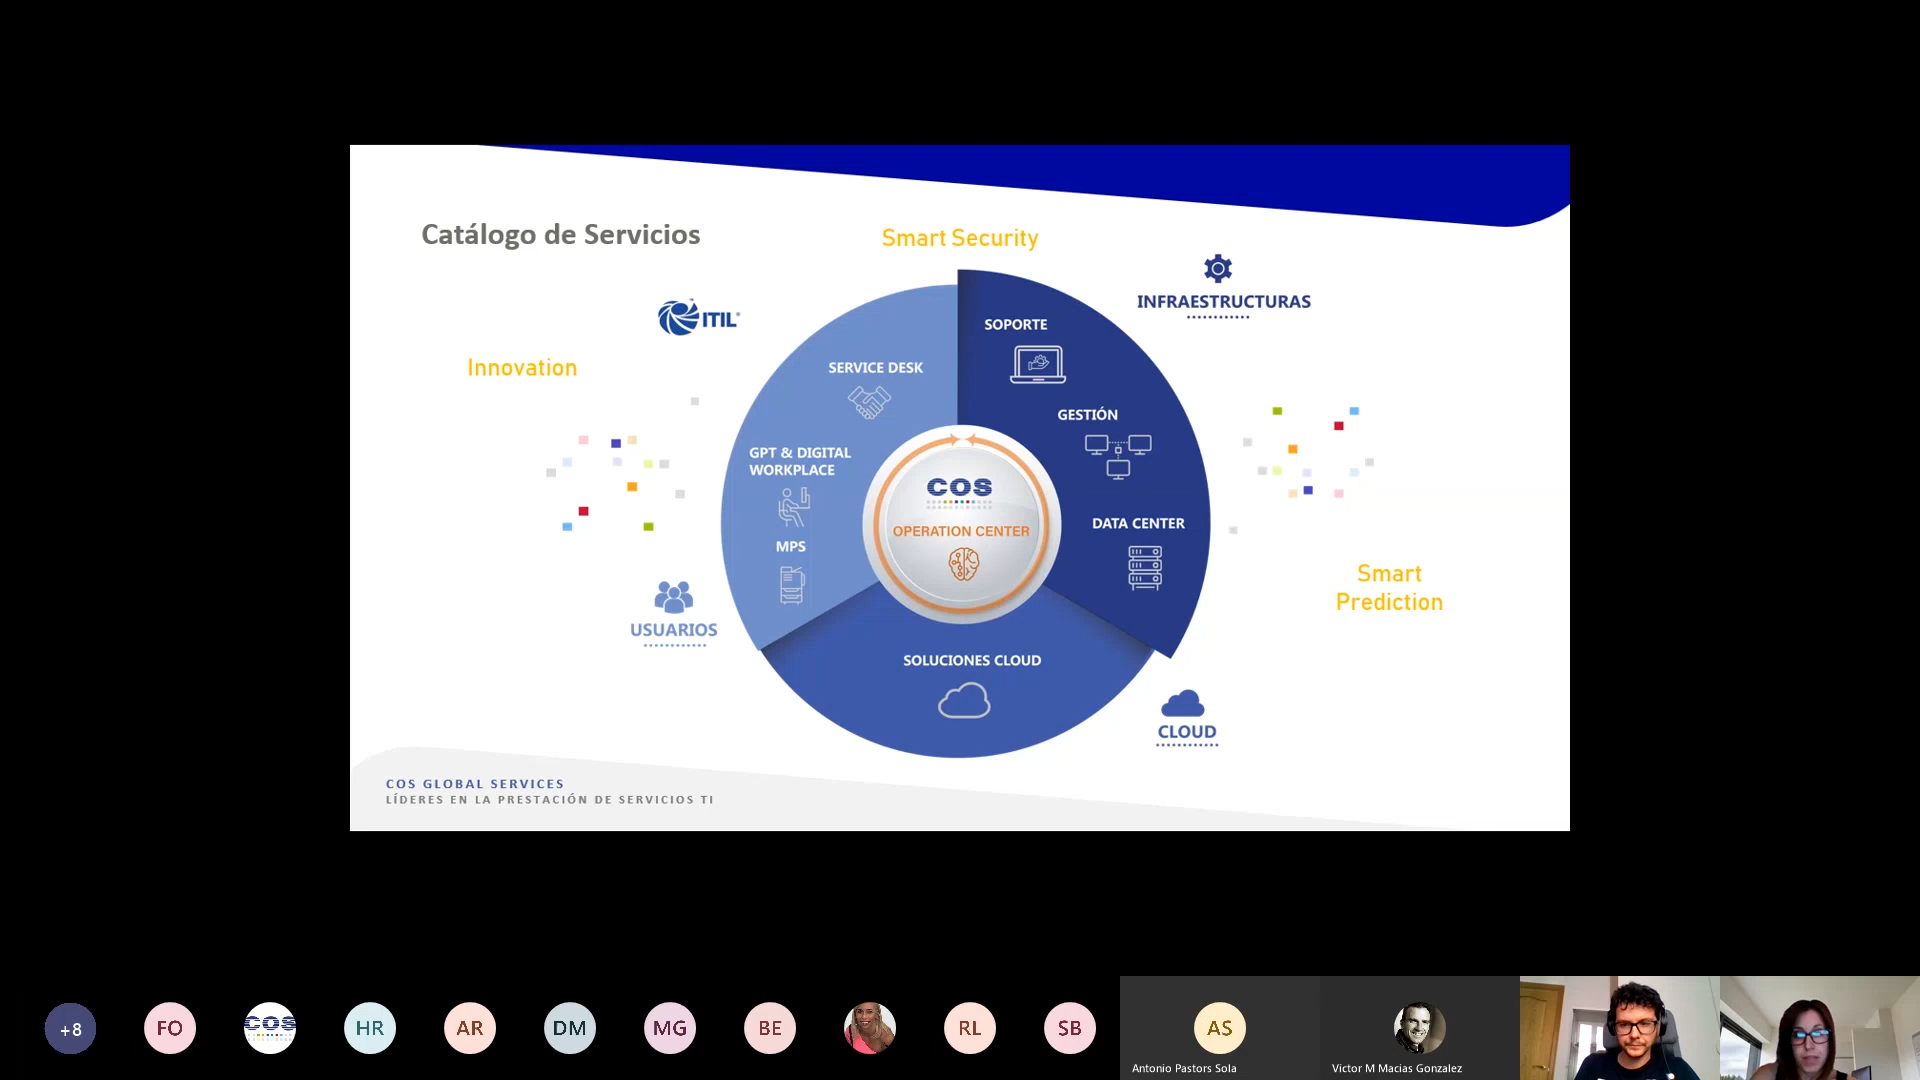 Catálogo de Servicios
Smart Security
INFRAESTRUCTURAS
ITIL®
SOPORTE
Innovation
SERVICE DESK
GESTIÓN
GPT & DIGITAL
WORKPLACE
COS
OPERATION CENTER
DATA CENTER
MPS
Smart
Prediction
USUARIOS
SOLUCIONES CLOUD
CLOUD
COS GLOBAL SERVICES
LÍDERES EN LA PRESTACIÓN DE SERVICIOS TI
+8
FO
COS
HR
AR
DM
MG
BE
RL
SB
AS
Antonio Pastors Sola
Victor M Macias Gonzalez